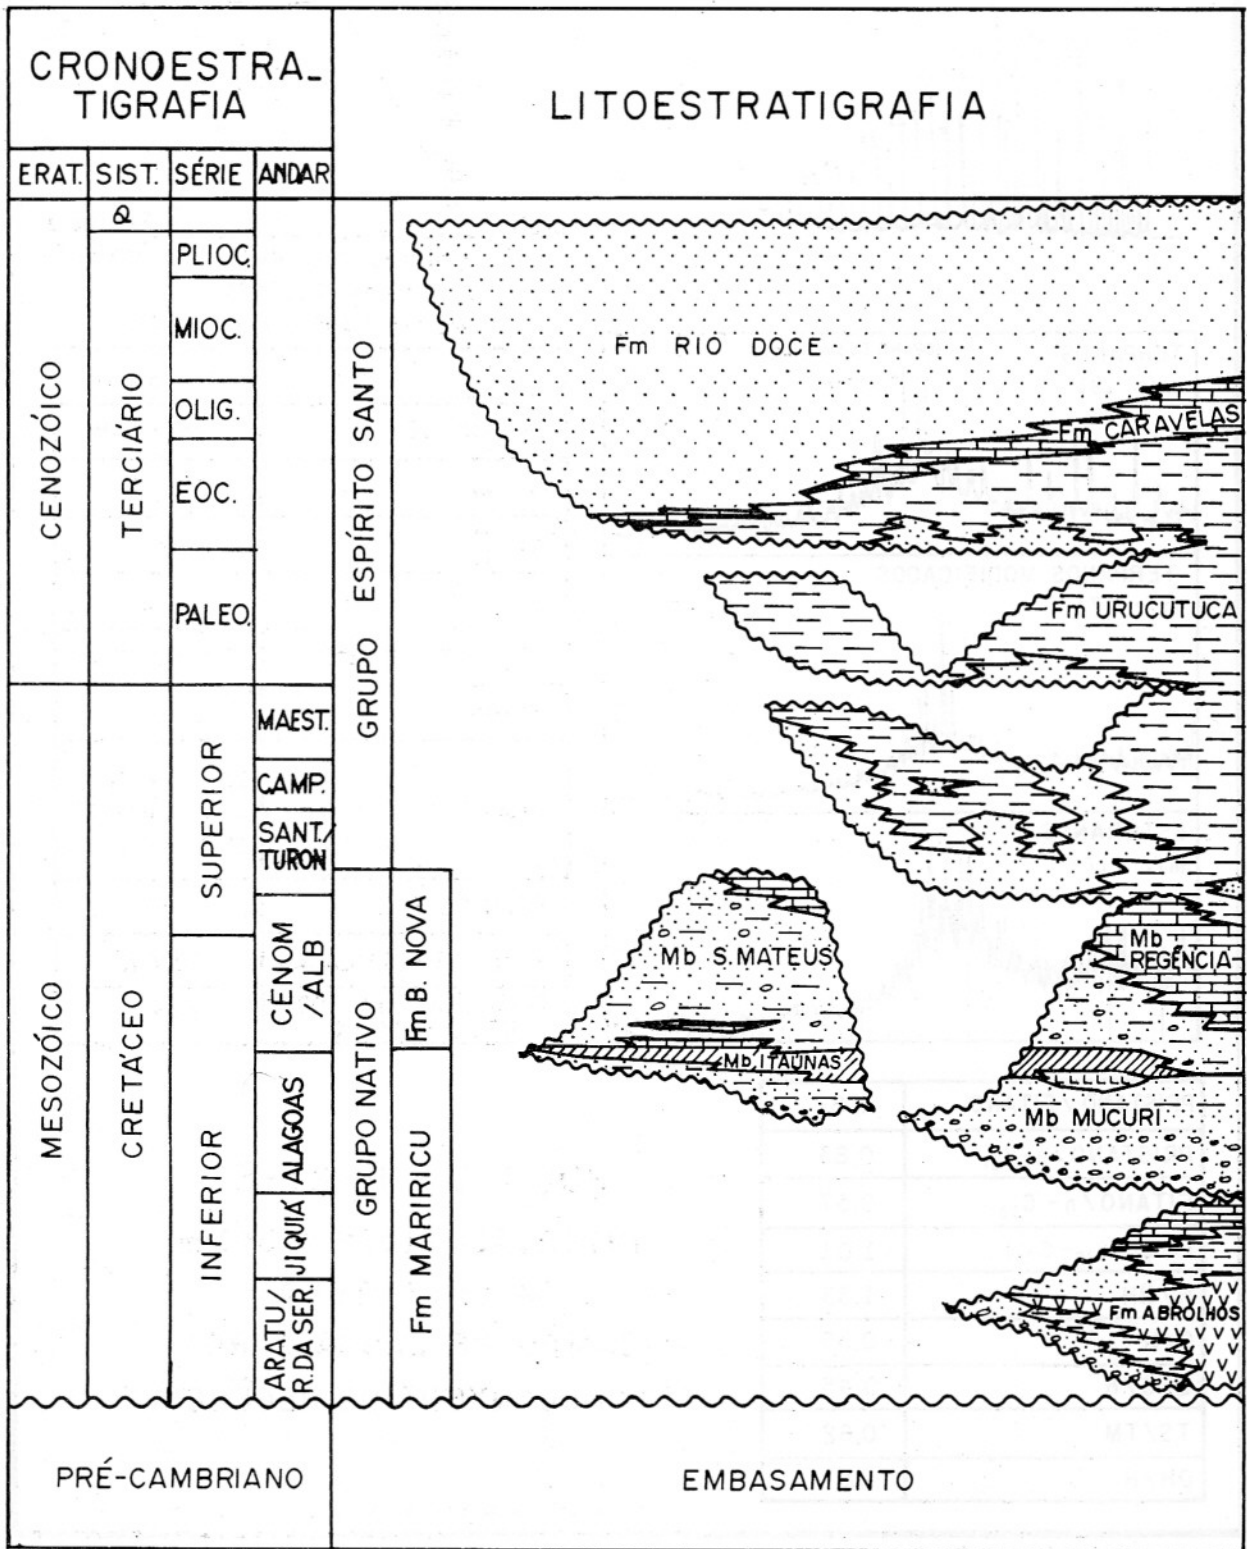 CRONOESTRA-
TIGRAFIA
LITOESTRATIGRAFIA
ERAT.
SIST.
SÉRIE
ANDAR
CENOZÓICO
MESOZÓICO
Q
TERCIÁRIO
CRETÁCEO
PLIOC.
MIOC.
OLIG.
EOC.
PALEO.
SUPERIOR
INFERIOR
MAEST.
CAMP.
SANT./
TURON
CENOM
/ALB
ALAGOAS
JIQUIÁ
ARATU/
R.DA SER.
GRUPO ESPÍRITO SANTO
GRUPO NATIVO
Fm B. NOVA
Fm MARIRICU
Fm RIO DOCE
Fm CARAVELAS
Fm URUCUTUCA
Mb S.MATEUS
Mb
REGÊNCIA
Mb ITAUNAS
Mb MUCURI
Fm ABROLHOS
PRÉ-CAMBRIANO
EMBASAMENTO